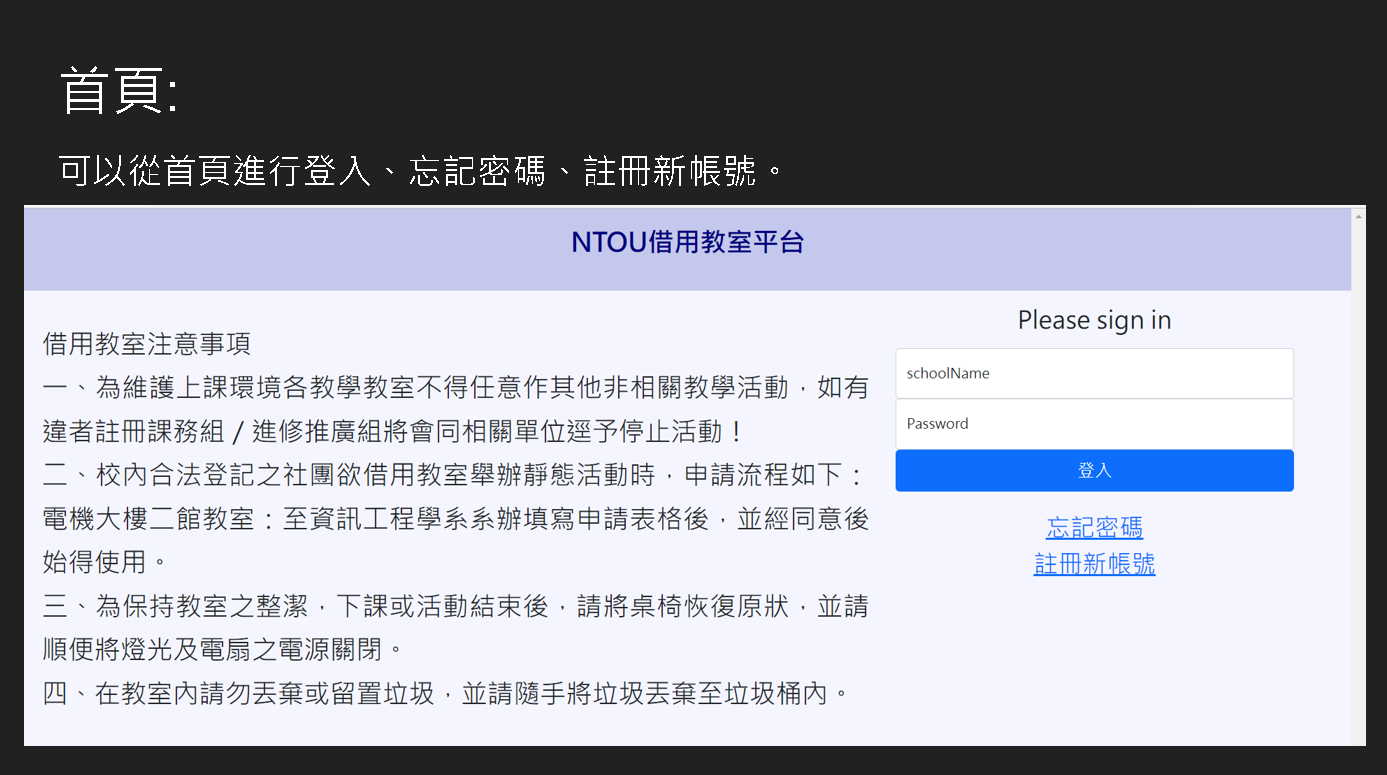 首頁:
可以從首頁進行登入、忘記密碼、註冊新帳號。
NTOU借用教室平台
借用教室注意事項
一、為維護上課環境各教學教室不得任意作其他非相關教學活動，如有
違者註冊課務組 / 進修推廣組將會同相關單位逕予停止活動！
二、校內合法登記之社團欲借用教室舉辦靜態活動時，申請流程如下：
電機大樓二館教室：至資訊工程學系系辦填寫申請表格後，並經同意後
始得使用。
三、為保持教室之整潔，下課或活動結束後，請將桌椅恢復原狀，並請
順便將燈光及電扇之電源關閉。
四、在教室內請勿丟棄或留置垃圾，並請隨手將垃圾丟棄至垃圾桶內。
Please sign in
schoolName
Password
登入
忘記密碼
註冊新帳號